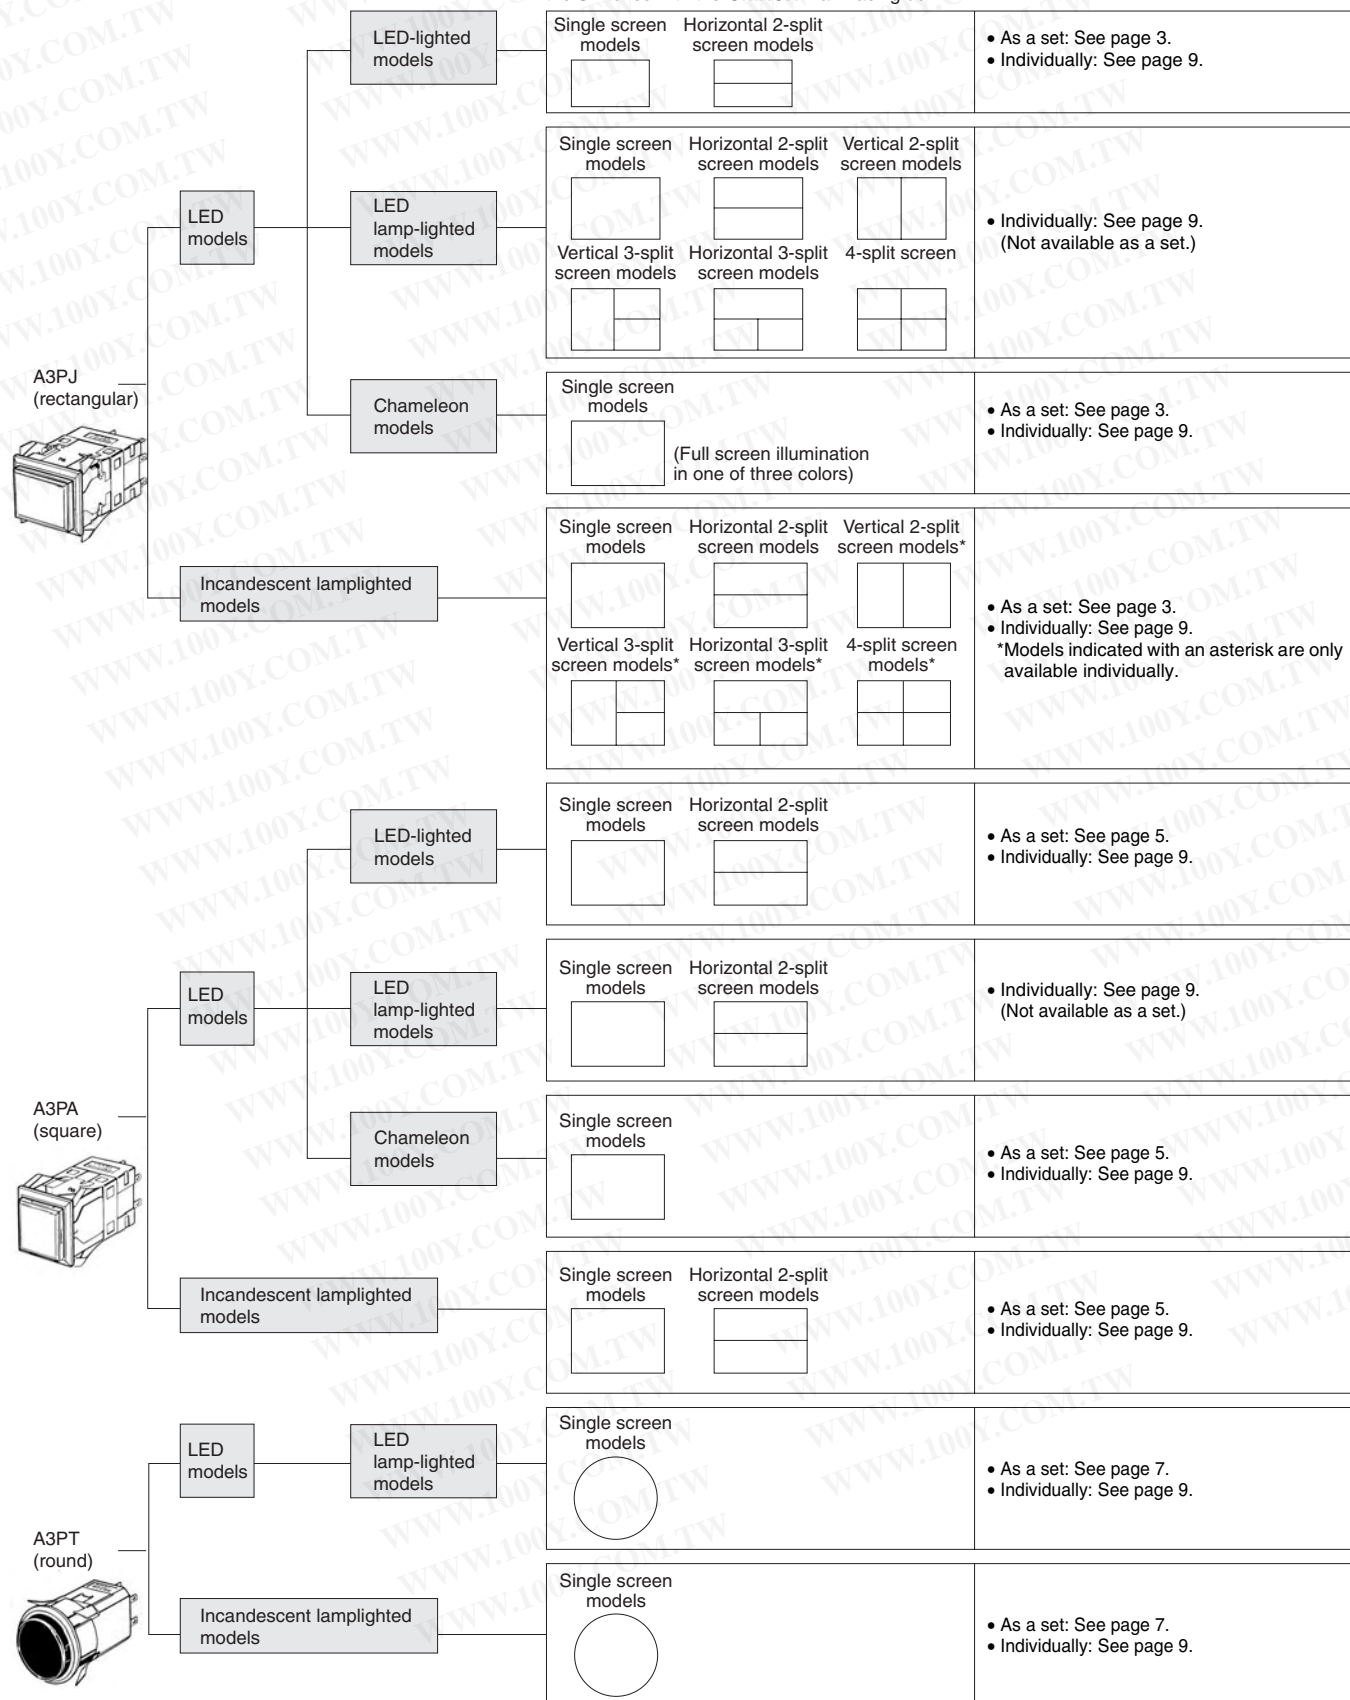 Single screen
models
Horizontal 2-split
screen models
LED-lighted
models
• As a set: See page 3.
• Individually: See page 9.
Single screen
models
Horizontal 2-split
screen models
Vertical 2-split
screen models
LED
models
LED
lamp-lighted
models
• Individually: See page 9.
(Not available as a set.)
Vertical 3-split
screen models
Horizontal 3-split
screen models
4-split screen
A3PJ
(rectangular)
Chameleon
models
Single screen
models
(Full screen illumination
in one of three colors)
• As a set: See page 3.
• Individually: See page 9.
Incandescent lamplighted
models
Single screen
models
Horizontal 2-split
screen models
Vertical 2-split
screen models*
Vertical 3-split
screen models*
Horizontal 3-split
screen models*
4-split screen
models*
• As a set: See page 3.
• Individually: See page 9.
*Models indicated with an asterisk are only
available individually.
LED-lighted
models
Single screen
models
Horizontal 2-split
screen models
• As a set: See page 5.
• Individually: See page 9.
LED
models
LED
lamp-lighted
models
Single screen
models
Horizontal 2-split
screen models
• Individually: See page 9.
(Not available as a set.)
A3PA
(square)
Chameleon
models
Single screen
models
• As a set: See page 5.
• Individually: See page 9.
Incandescent lamplighted
models
Single screen
models
Horizontal 2-split
screen models
• As a set: See page 5.
• Individually: See page 9.
LED
models
LED
lamp-lighted
models
Single screen
models
• As a set: See page 7.
• Individually: See page 9.
A3PT
(round)
Incandescent lamplighted
models
Single screen
models
• As a set: See page 7.
• Individually: See page 9.
WWW.100Y.COM.TW